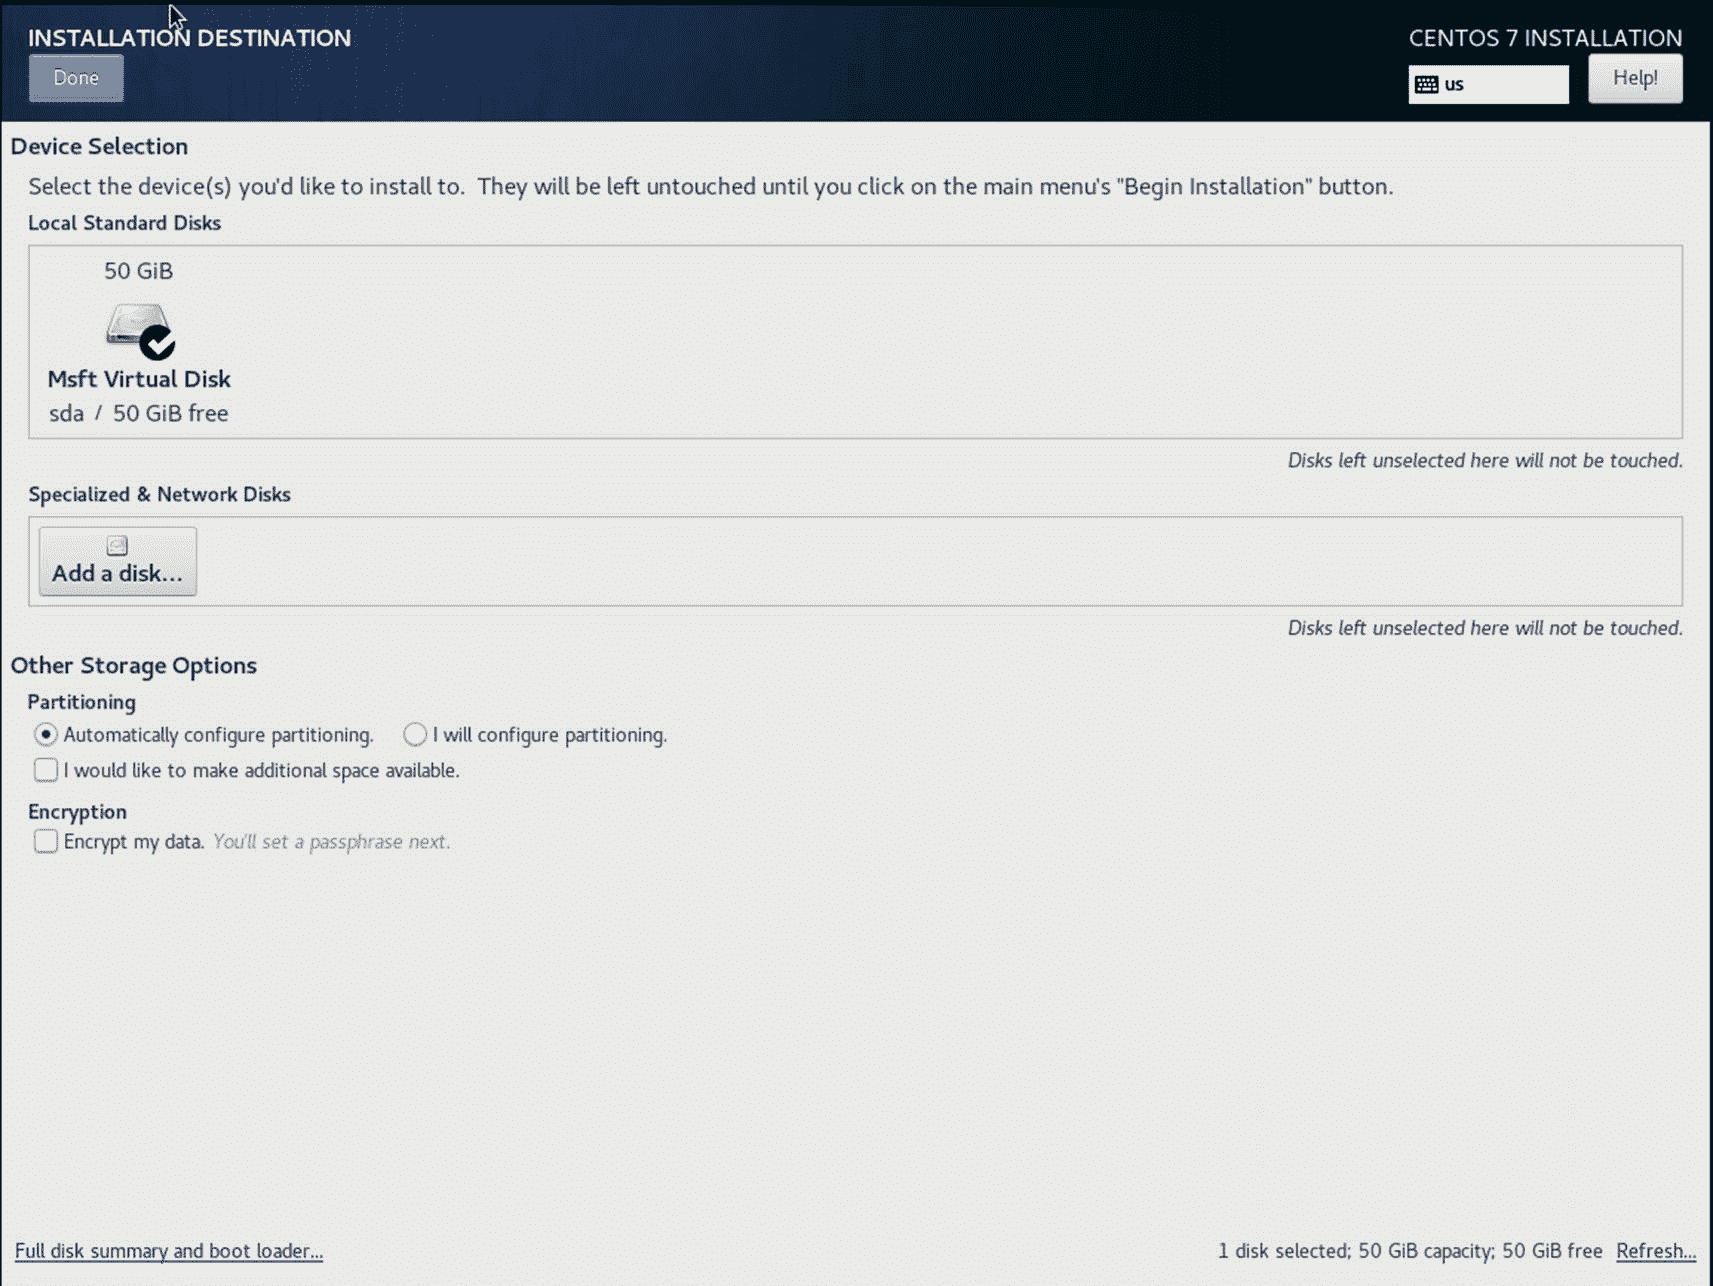 INSTALLATION DESTINATION
CENTOS 7 INSTALLATION
Done
us
Help!
Device Selection
Select the device(s) you'd like to install to.  They will be left untouched until you click on the main menu's "Begin Installation" button.
Local Standard Disks
50 GiB
Msft Virtual Disk
sda / 50 GiB free
Disks left unselected here will not be touched.
Specialized & Network Disks
Add a disk...
Disks left unselected here will not be touched.
Other Storage Options
Partitioning
Automatically configure partitioning. I will configure partitioning.
I would like to make additional space available.
Encryption
Encrypt my data. You'll set a passphrase next.
Full disk summary and boot loader...
1 disk selected; 50 GiB capacity; 50 GiB free Refresh...